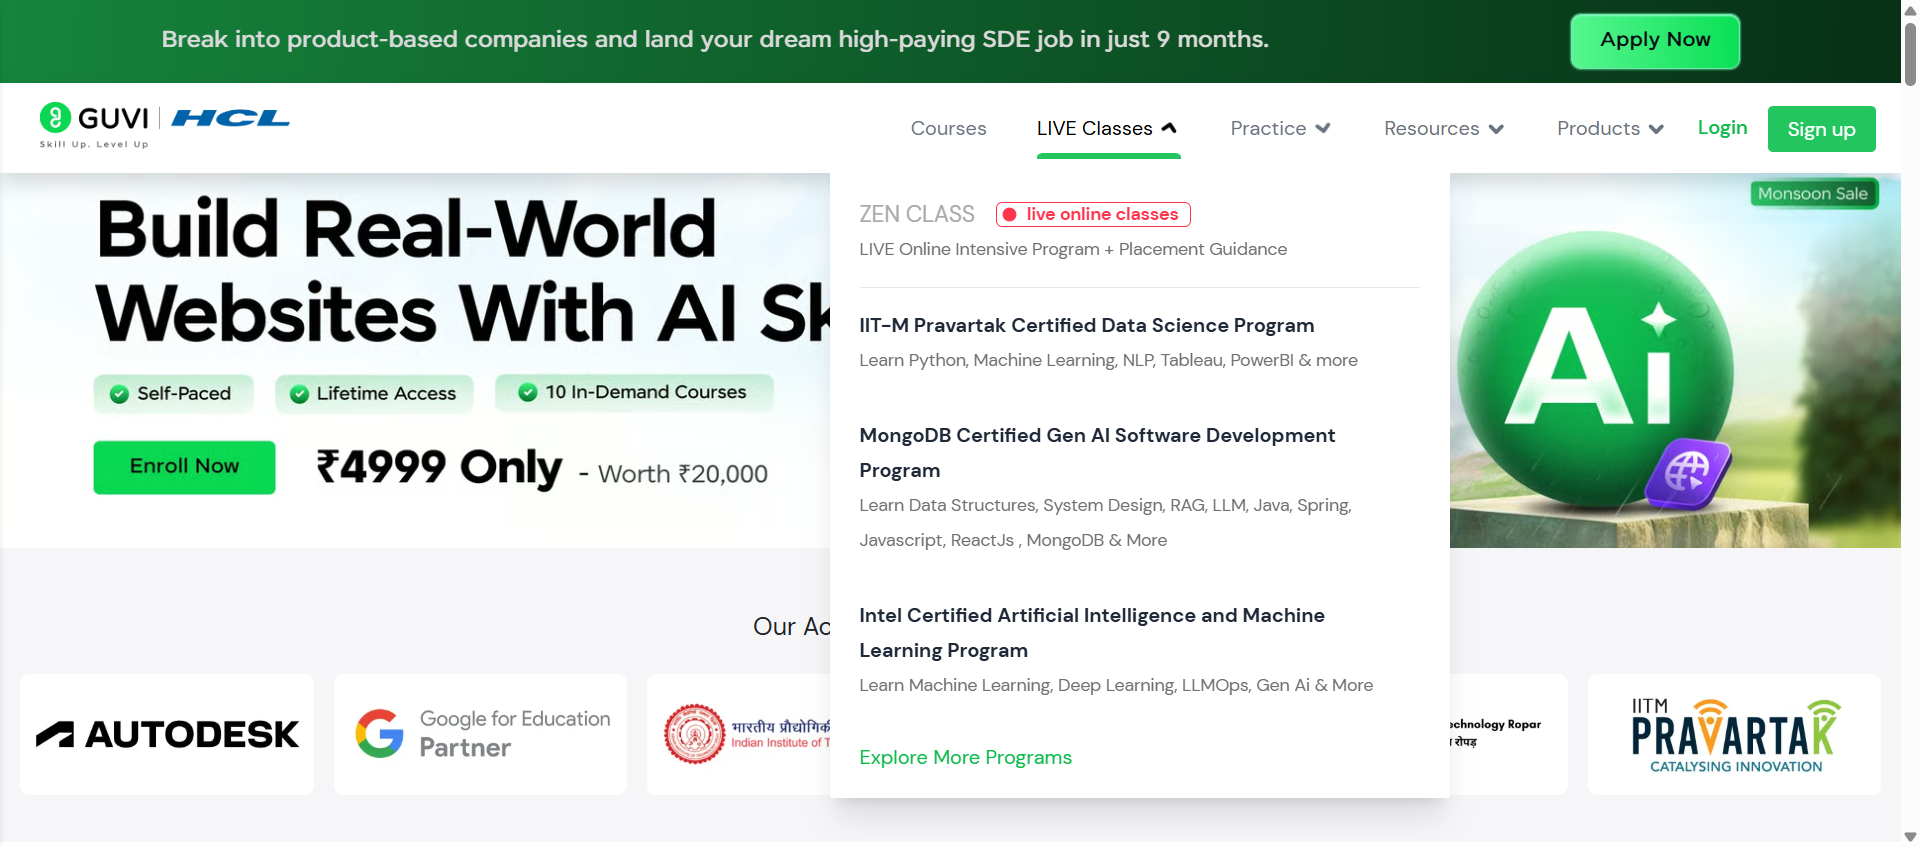 Break into product-based companies and land your dream high-paying SDE job in just 9 months.
Apply Now
GUVI
HCL
Skill Up. Level Up
Courses
LIVE Classes
Practice
Resources
Products
Login
Sign up
Build Real-World
Websites With AI
Self-Paced
Lifetime Access
10 In-Demand Courses
Enroll Now
₹4999 Only
- Worth ₹20,000
ZEN CLASS
live online classes
LIVE Online Intensive Program + Placement Guidance
IIT-M Pravartak Certified Data Science Program
Learn Python, Machine Learning, NLP, Tableau, PowerBI & more
MongoDB Certified Gen AI Software Development
Program
Learn Data Structures, System Design, RAG, LLM, Java, Spring,
Javascript, ReactJs , MongoDB & More
Intel Certified Artificial Intelligence and Machine
Learning Program
Learn Machine Learning, Deep Learning, LLMOps, Gen Ai & More
Explore More Programs
Monsoon Sale
Ai
Our
AUTODESK
Google for Education
Partner
भारतीय
Indian Institute of
Ropar
रोपड़
IITM
PRAVARTAK
CATALYSING INNOVATION